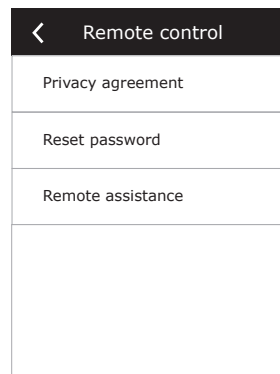 Remote control
Privacy agreement
Reset password
Remote assistance